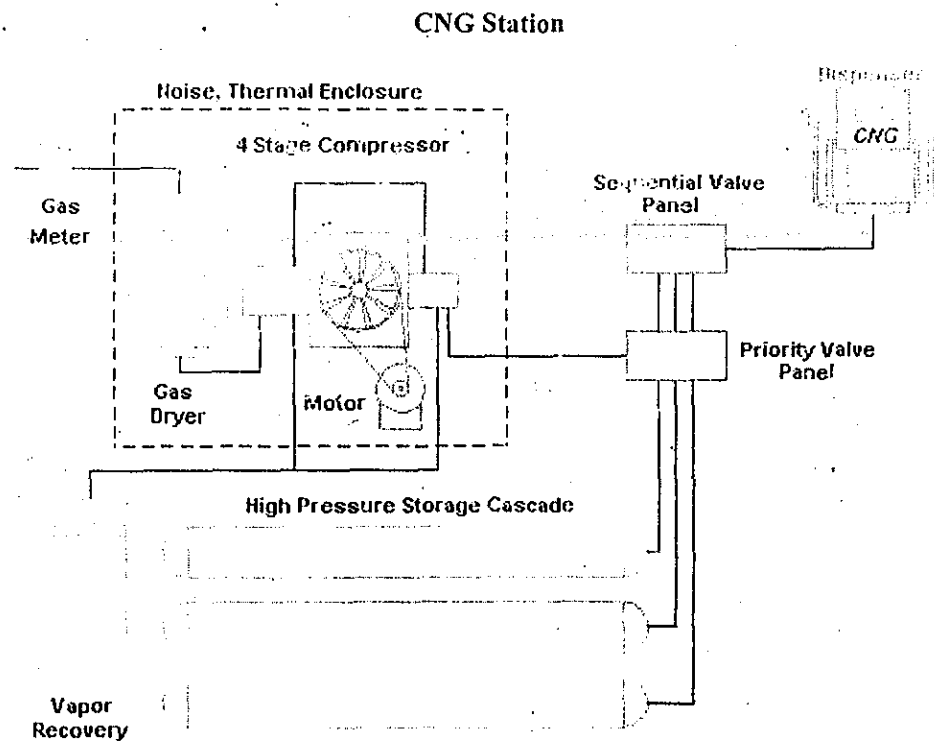 CNG Station
Dispenser
Noise, Thermal Enclosure
CNG
4 Stage Compressor
Sequential Valve
Panel
Gas
Meter
Priority Valve
Panel
Gas
Dryer
Motor
High Pressure Storage Cascade
Vapor
Recovery